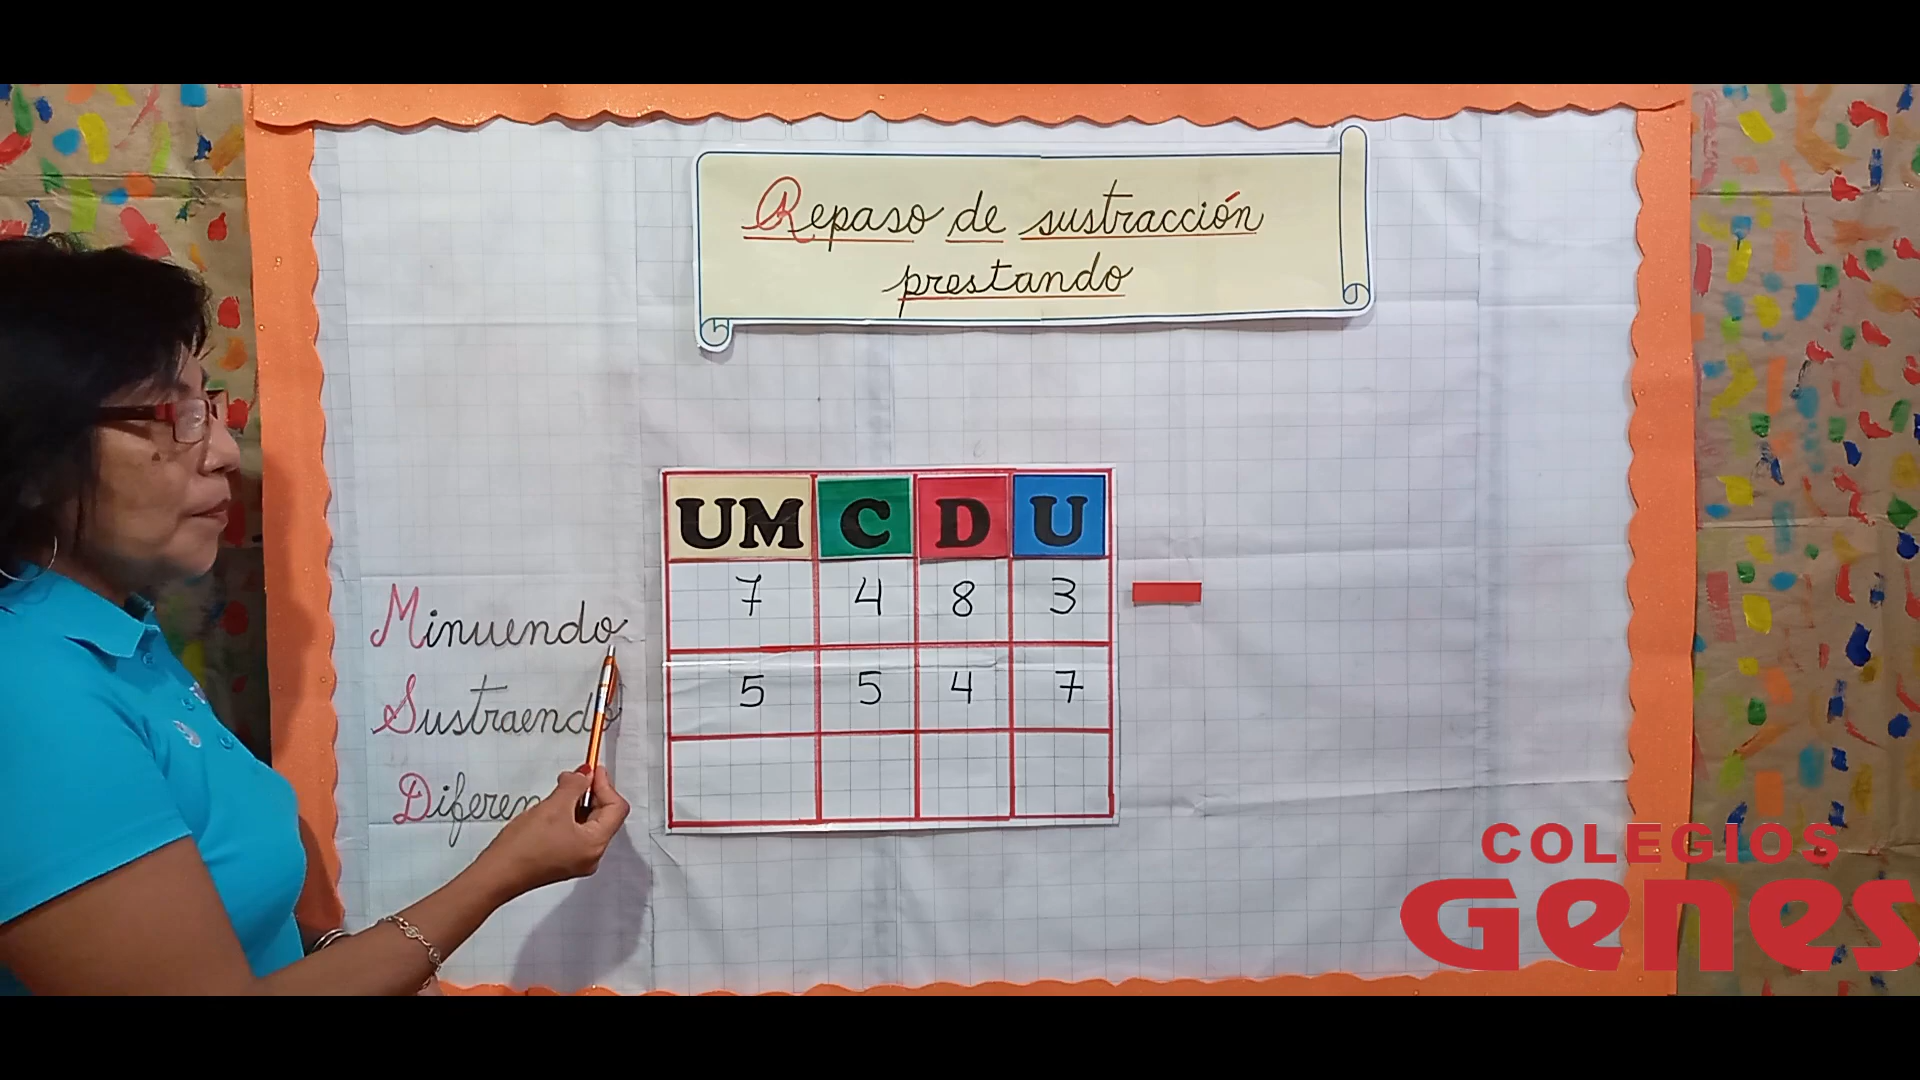 Repaso de sustracción
prestando
UM C D U
Minuendo 7 4 8 3
Sustraendo 5 5 4 7
COLEGIOS
Genes